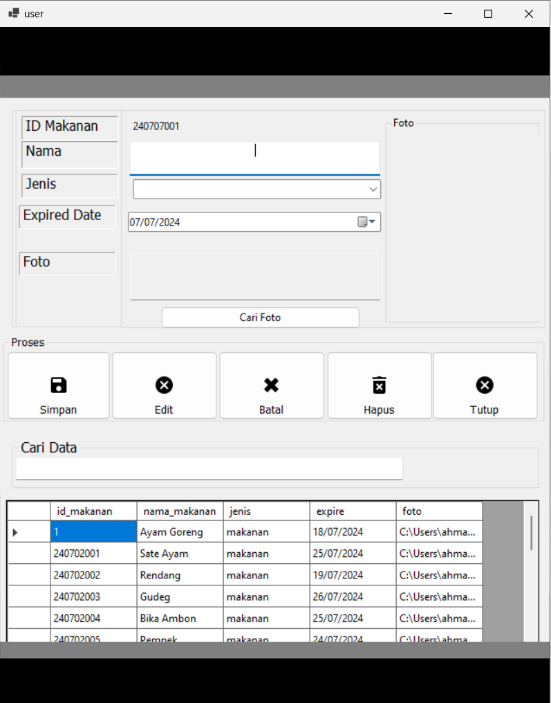 user
ID Makanan 240707001 Foto
Nama
Jenis
Expired Date 07/07/2024
Foto
Cari Foto
Proses
Simpan Edit Batal Hapus Tutup
Cari Data
id_makanan nama_makanan jenis expire foto
1 Ayam Goreng makanan 18/07/2024 C:\Users\ahma...
240702001 Sate Ayam makanan 25/07/2024 C:\Users\ahma...
240702002 Rendang makanan 19/07/2024 C:\Users\ahma...
240702003 Gudeg makanan 26/07/2024 C:\Users\ahma...
240702004 Bika Ambon makanan 25/07/2024 C:\Users\ahma...
240702005 Pempek makanan 24/07/2024 C:\Users\ahma...